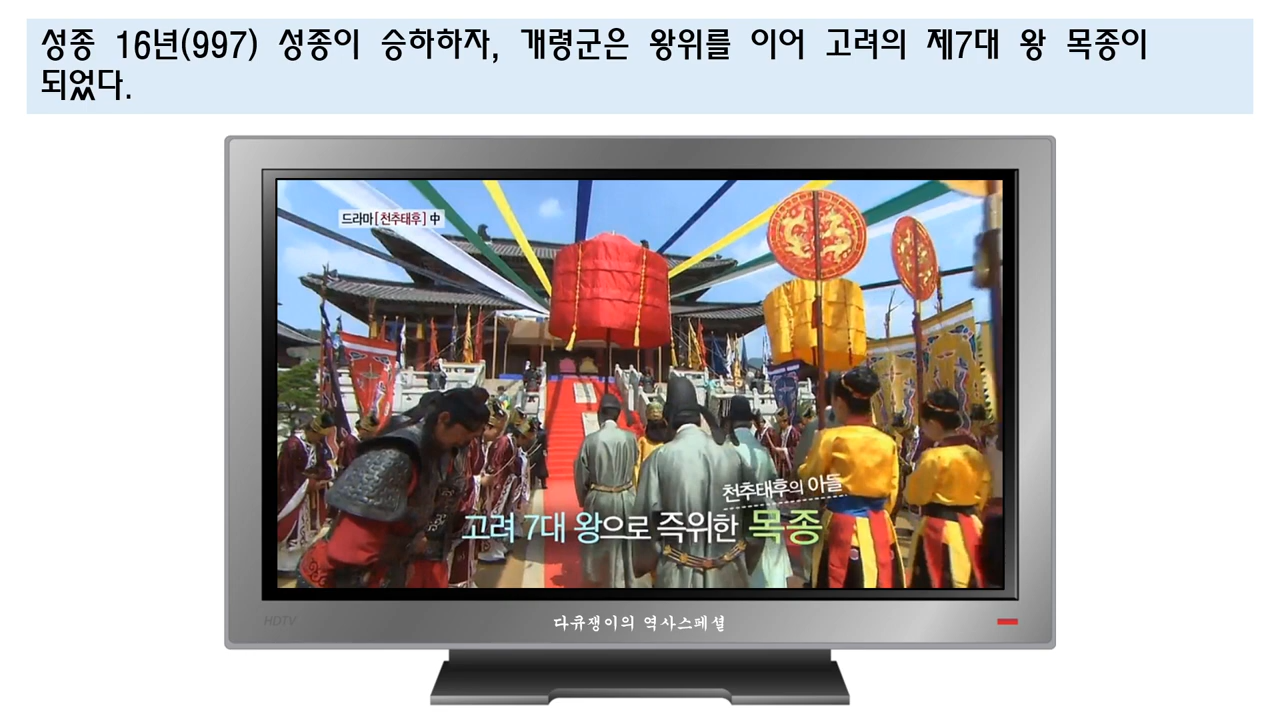 성종 16년(997) 성종이 승하하자, 개령군은 왕위를 이어 고려의 제7대 왕 목종이
되었다.
드라마[천추태후]中
천추태후의 아들
고려 7대 왕으로 즉위한 목종
HDTV
다큐쟁이의 역사스페셜